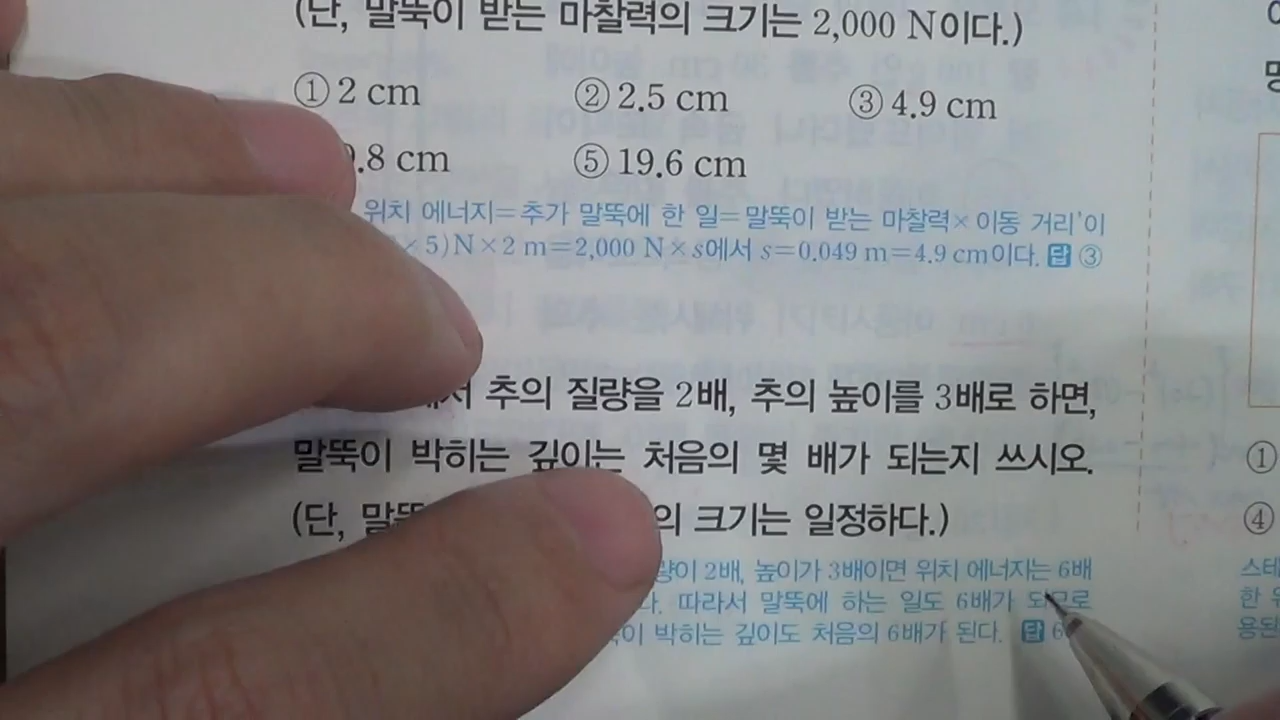 (단, 말뚝이 받는 마찰력의 크기는 2,000 N이다.)
① 2 cm ② 2.5 cm ③ 4.9 cm
.8 cm ⑤ 19.6 cm
위치 에너지=추가 말뚝에 한 일=말뚝이 받는 마찰력×이동 거리'이
×5)N×2 m=2,000 N×s에서 s=0.049 m=4.9 cm이다. 답 ③
추의 질량을 2배, 추의 높이를 3배로 하면,
말뚝이 박히는 깊이는 처음의 몇 배가 되는지 쓰시오.
(단, 말뚝 의 크기는 일정하다.)
량이 2배, 높이가 3배이면 위치 에너지는 6배
다. 따라서 말뚝에 하는 일도 6배가 되므로
뚝이 박히는 깊이도 처음의 6배가 된다. 답 6
①
④
스테
한
용된